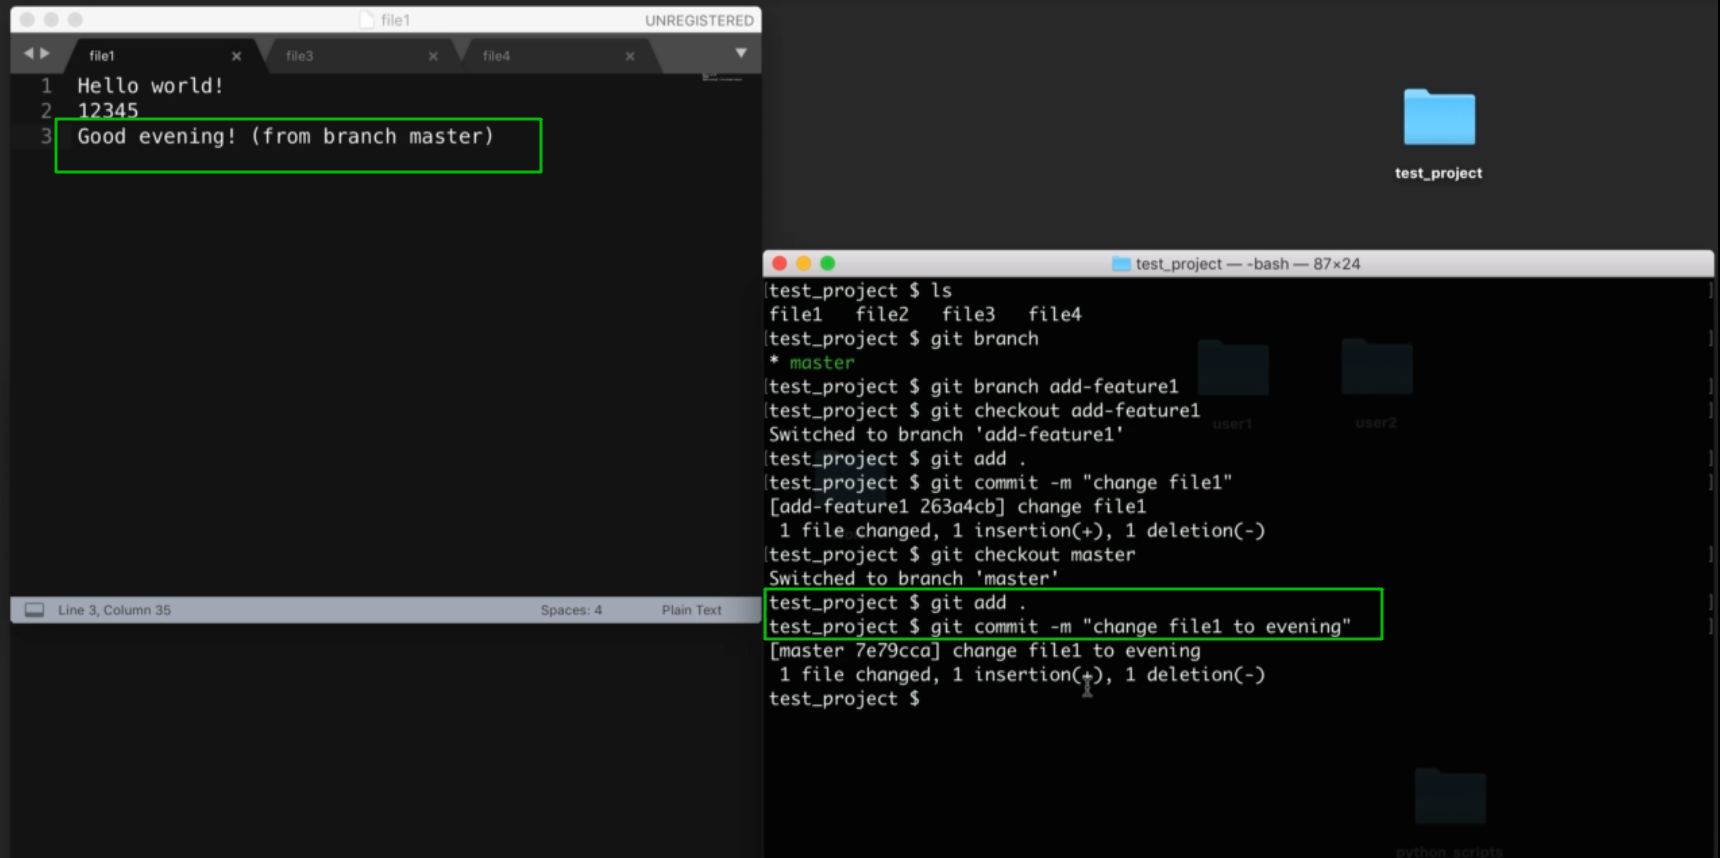 file1
UNREGISTERED
file1
file3
file4
1 Hello world!
2 12345
3 Good evening! (from branch master)
Line 3, Column 35
Spaces: 4
Plain Text
test_project
test_project — -bash — 87×24
test_project $ ls
file1 file2 file3 file4
test_project $ git branch
* master
test_project $ git branch add-feature1
test_project $ git checkout add-feature1
Switched to branch 'add-feature1'
test_project $ git add .
test_project $ git commit -m "change file1"
[add-feature1 263a4cb] change file1
1 file changed, 1 insertion(+), 1 deletion(-)
test_project $ git checkout master
Switched to branch 'master'
test_project $ git add .
test_project $ git commit -m "change file1 to evening"
[master 7e79cca] change file1 to evening
1 file changed, 1 insertion(+), 1 deletion(-)
test_project $
user1
user2
python_scripts